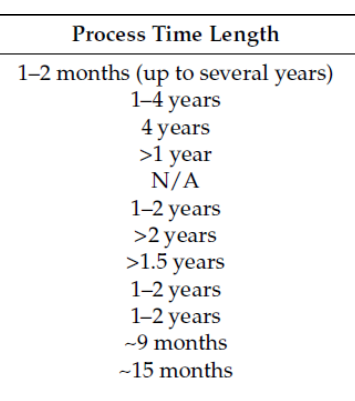 Process Time Length
1–2 months (up to several years)
1–4 years
4 years
>1 year
N/A
1–2 years
>2 years
>1.5 years
1–2 years
1–2 years
~9 months
~15 months